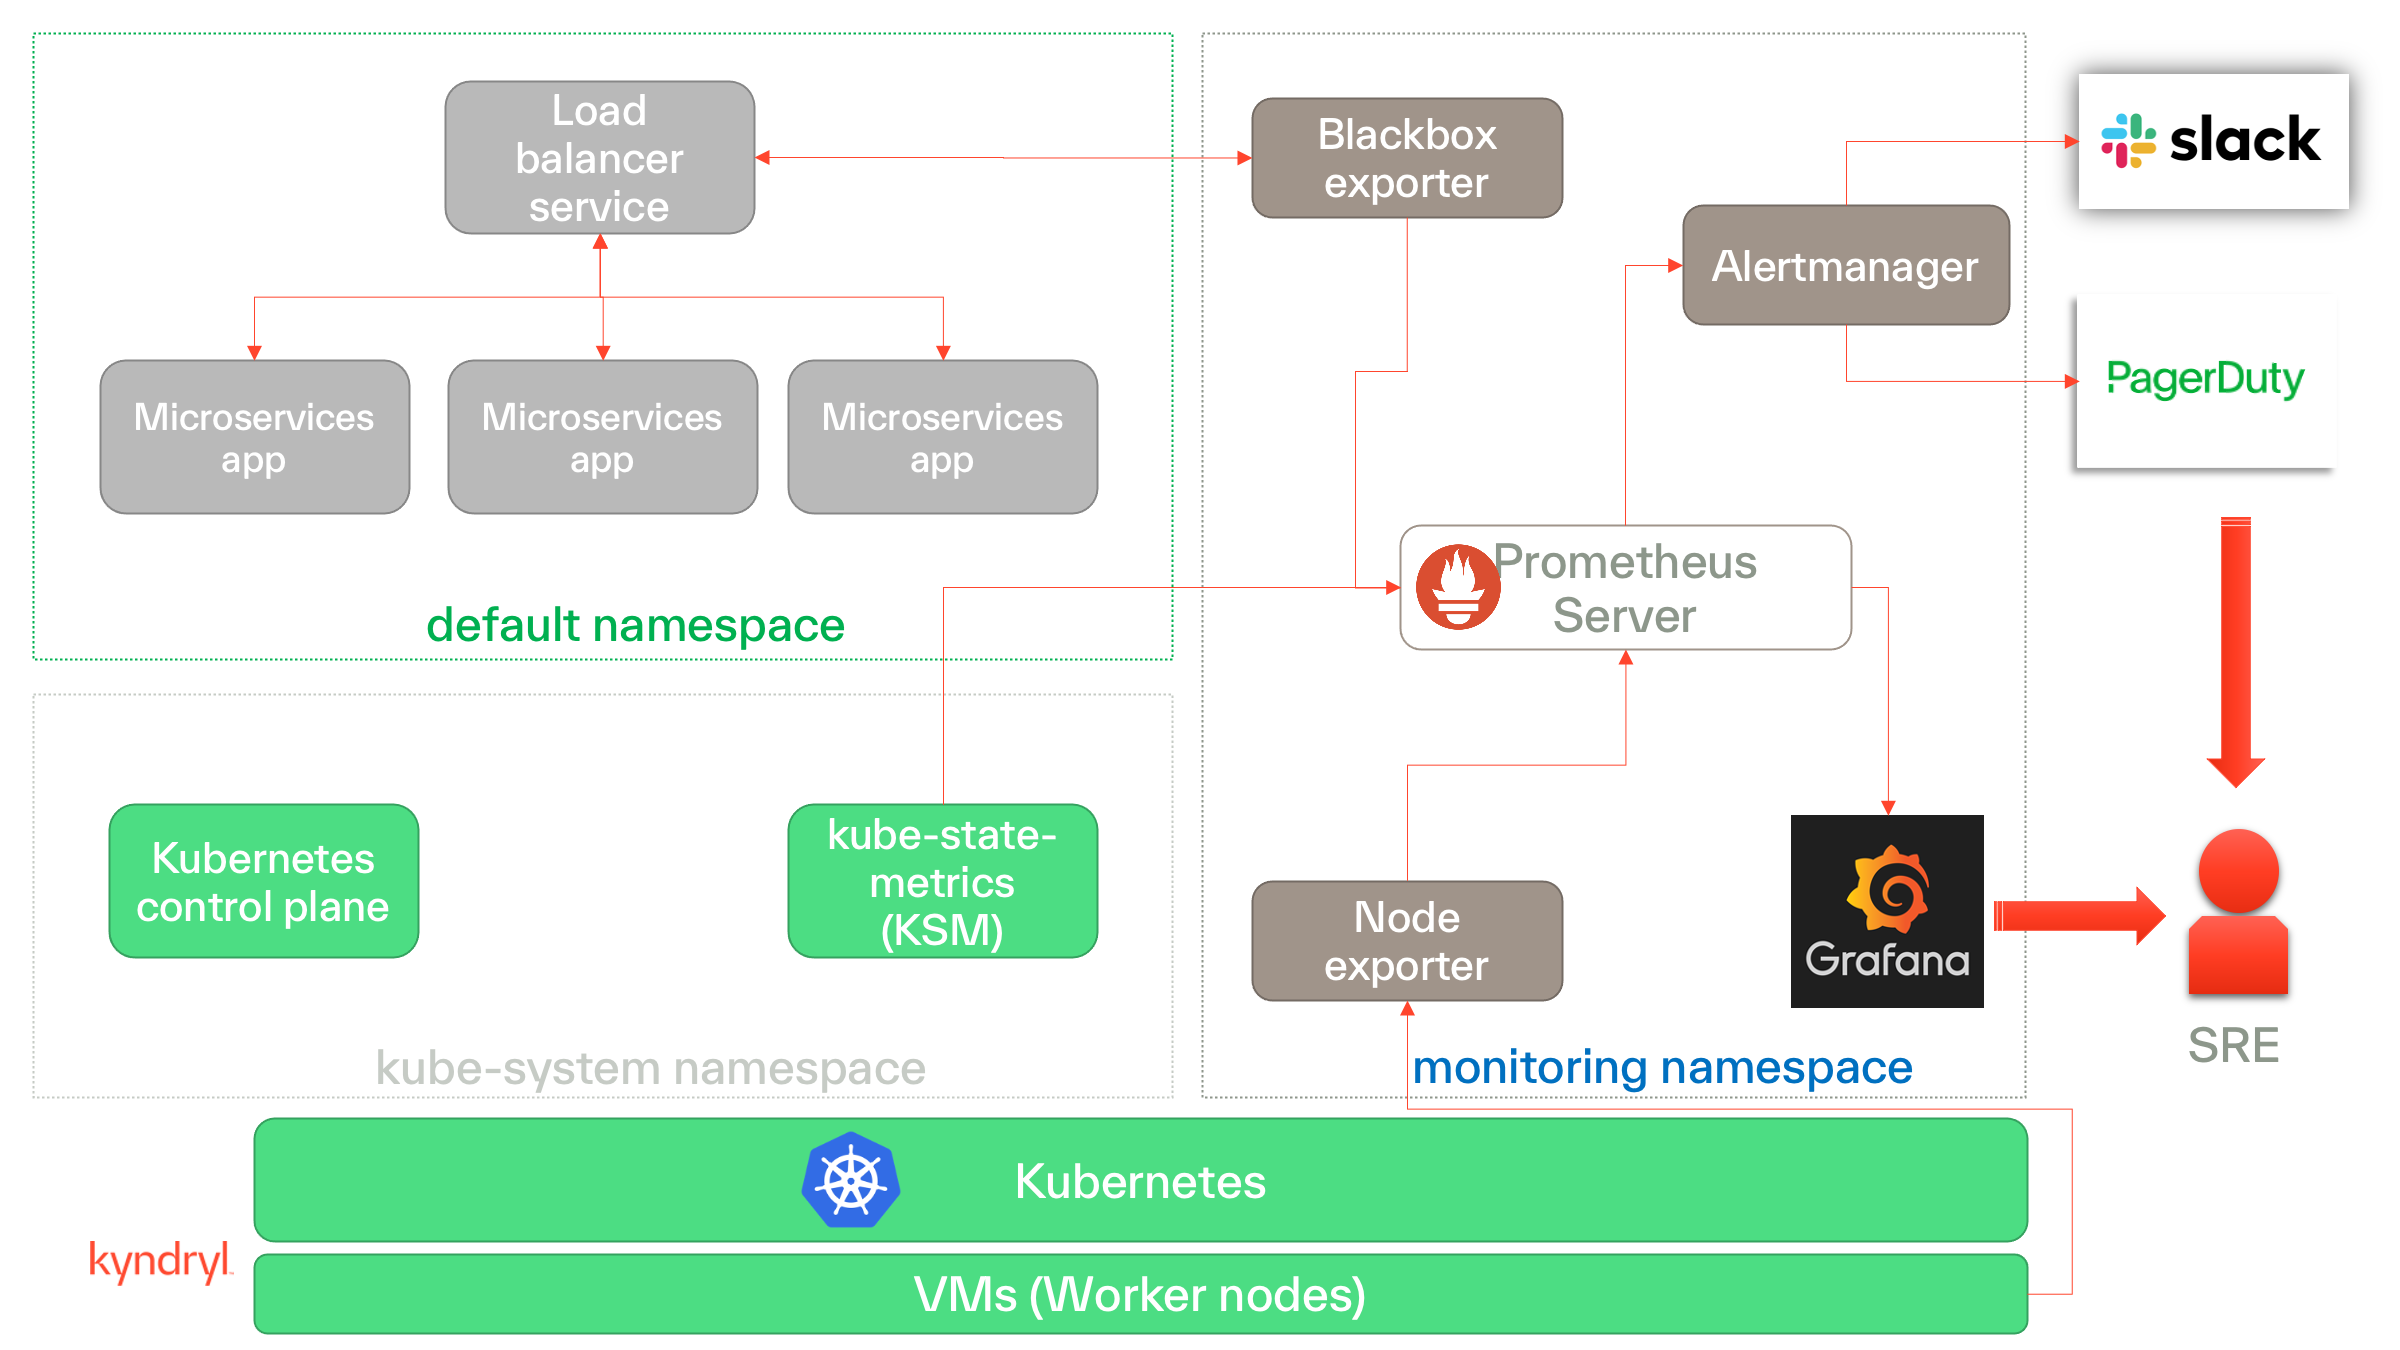 Load
balancer
service
Microservices
app
Microservices
app
Microservices
app
default namespace
Blackbox
exporter
Alertmanager
slack
PagerDuty
Prometheus
Server
Kubernetes
control plane
kube-state-
metrics
(KSM)
kube-system namespace
Node
exporter
Grafana
monitoring namespace
SRE
Kubernetes
kyndryl
VMs (Worker nodes)